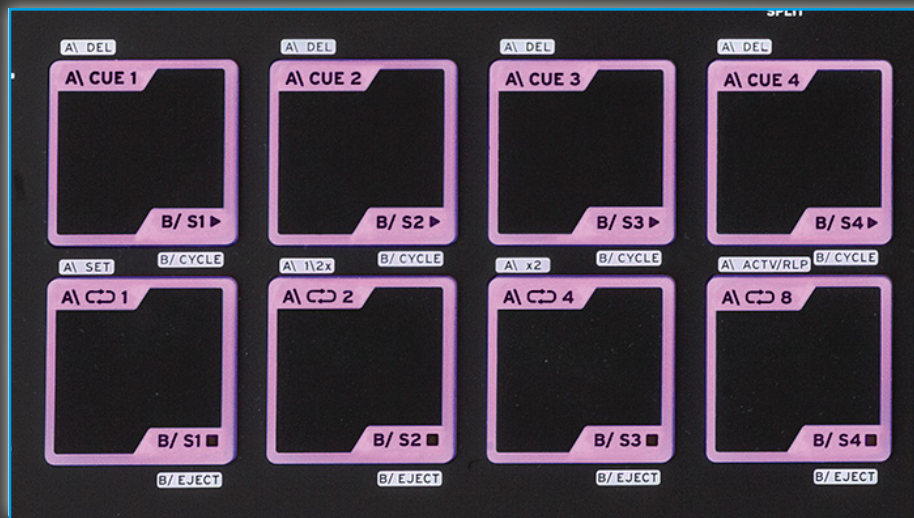 SPLIT
A\ DEL A\ DEL A\ DEL A\ DEL
A\ CUE 1 A\ CUE 2 A\ CUE 3 A\ CUE 4
B/ S1 B/ S2 B/ S3 B/ S4
B/ CYCLE B/ CYCLE B/ CYCLE B/ CYCLE
A\ SET A\ 1\2x A\ x2 A\ ACTV/RLP
A\ 1 A\ 2 A\ 4 A\ 8
B/ S1 B/ S2 B/ S3 B/ S4
B/ EJECT B/ EJECT B/ EJECT B/ EJECT